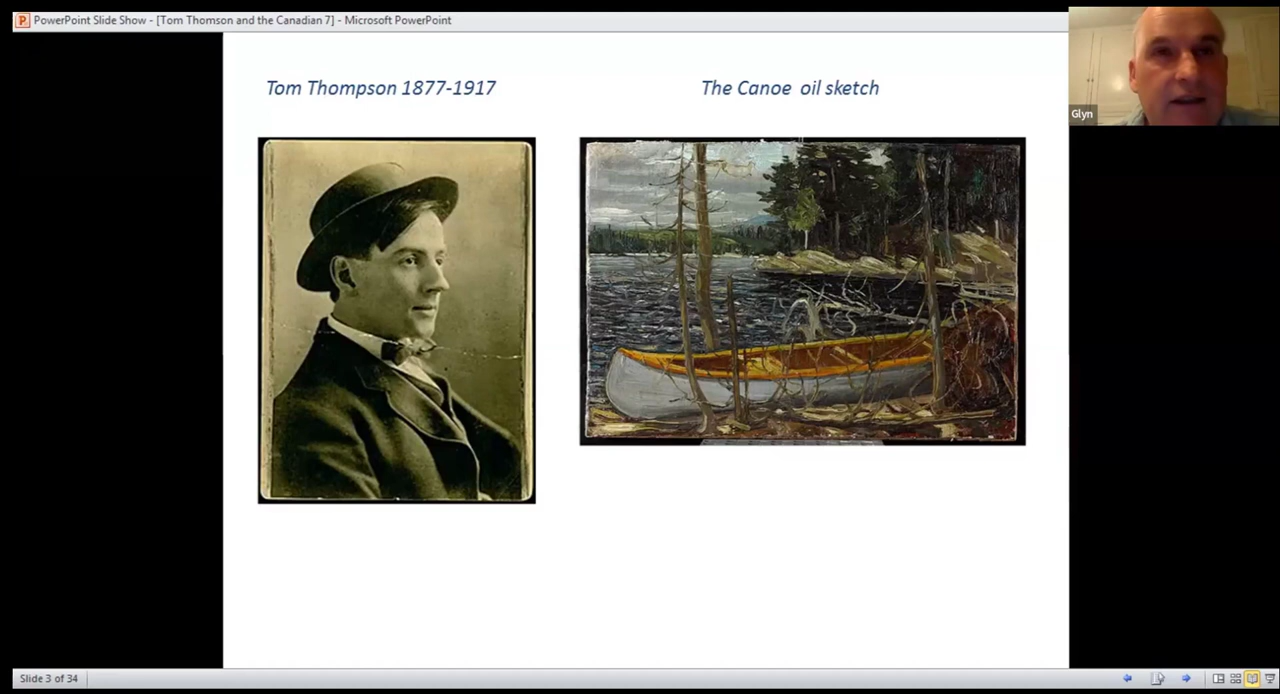 PowerPoint Slide Show - [Tom Thomson and the Canadian 7] - Microsoft PowerPoint
Glyn
Tom Thompson 1877-1917
The Canoe oil sketch
Slide 3 of 34